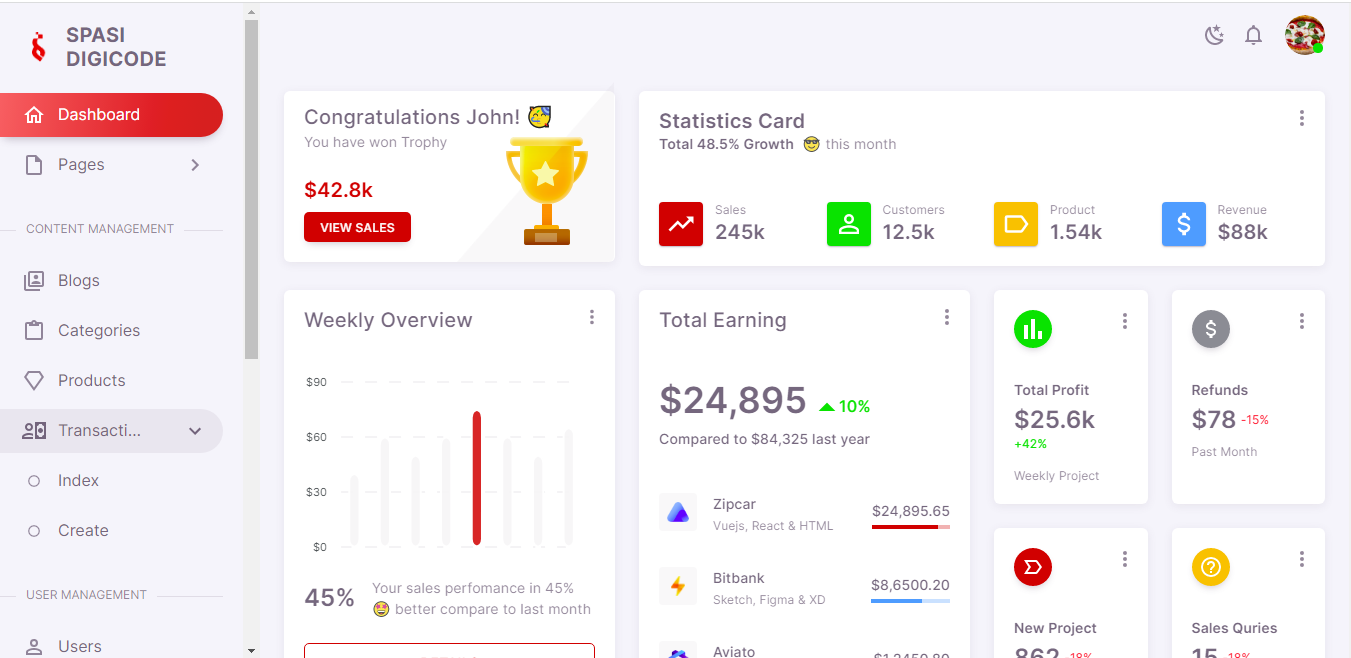 SPASI
DIGICODE
Dashboard
Pages
CONTENT MANAGEMENT
Blogs
Categories
Products
Transacti...
Index
Create
USER MANAGEMENT
Users
Congratulations John! 🥳
You have won Trophy
$42.8k
VIEW SALES
Statistics Card
Total 48.5% Growth 😎 this month
Sales
245k
Customers
12.5k
Product
1.54k
Revenue
$88k
Weekly Overview
$90
$60
$30
$0
45%
Your sales perfomance in 45%
🤩 better compare to last month
Total Earning
$24,895
10%
Compared to $84,325 last year
Zipcar
Vuejs, React & HTML
$24,895.65
Bitbank
Sketch, Figma & XD
$8,6500.20
Aviato
$1,2450.80
Total Profit
$25.6k
+42%
Weekly Project
Refunds
$78 -15%
Past Month
New Project
862 -18%
Sales Quries
15 -18%